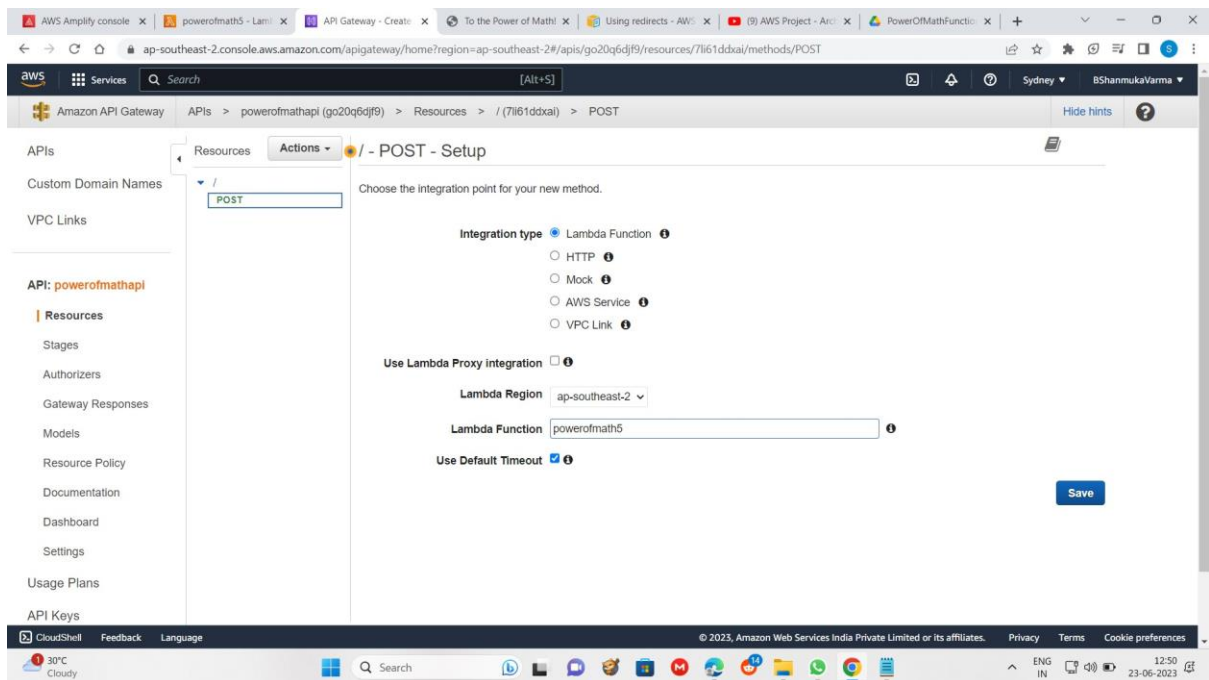 AWS Amplify console
powerofmath5 - Lam
API Gateway - Create
To the Power of Math!
Using redirects - AWS
(9) AWS Project - Arc
PowerOfMathFunctio
ap-southeast-2.console.aws.amazon.com/apigateway/home?region=ap-southeast-2#/apis/go20q6djf9/resources/7li61ddxai/methods/POST
S
aws Services Search [Alt+S] Sydney BShanmukaVarma
Amazon API Gateway APIs > powerofmathapi (go20q6djf9) > Resources > / (7li61ddxai) > POST Hide hints
APIs
Custom Domain Names
VPC Links
API: powerofmathapi
Resources
Stages
Authorizers
Gateway Responses
Models
Resource Policy
Documentation
Dashboard
Settings
Usage Plans
API Keys
Resources Actions
/
POST
/ - POST - Setup
Choose the integration point for your new method.
Integration type Lambda Function
HTTP
Mock
AWS Service
VPC Link
Use Lambda Proxy integration
Lambda Region ap-southeast-2
Lambda Function powerofmath5
Use Default Timeout
Save
CloudShell Feedback Language © 2023, Amazon Web Services India Private Limited or its affiliates. Privacy Terms Cookie preferences
1 30°C
Cloudy
Search
14
ENG
IN
12:50
23-06-2023